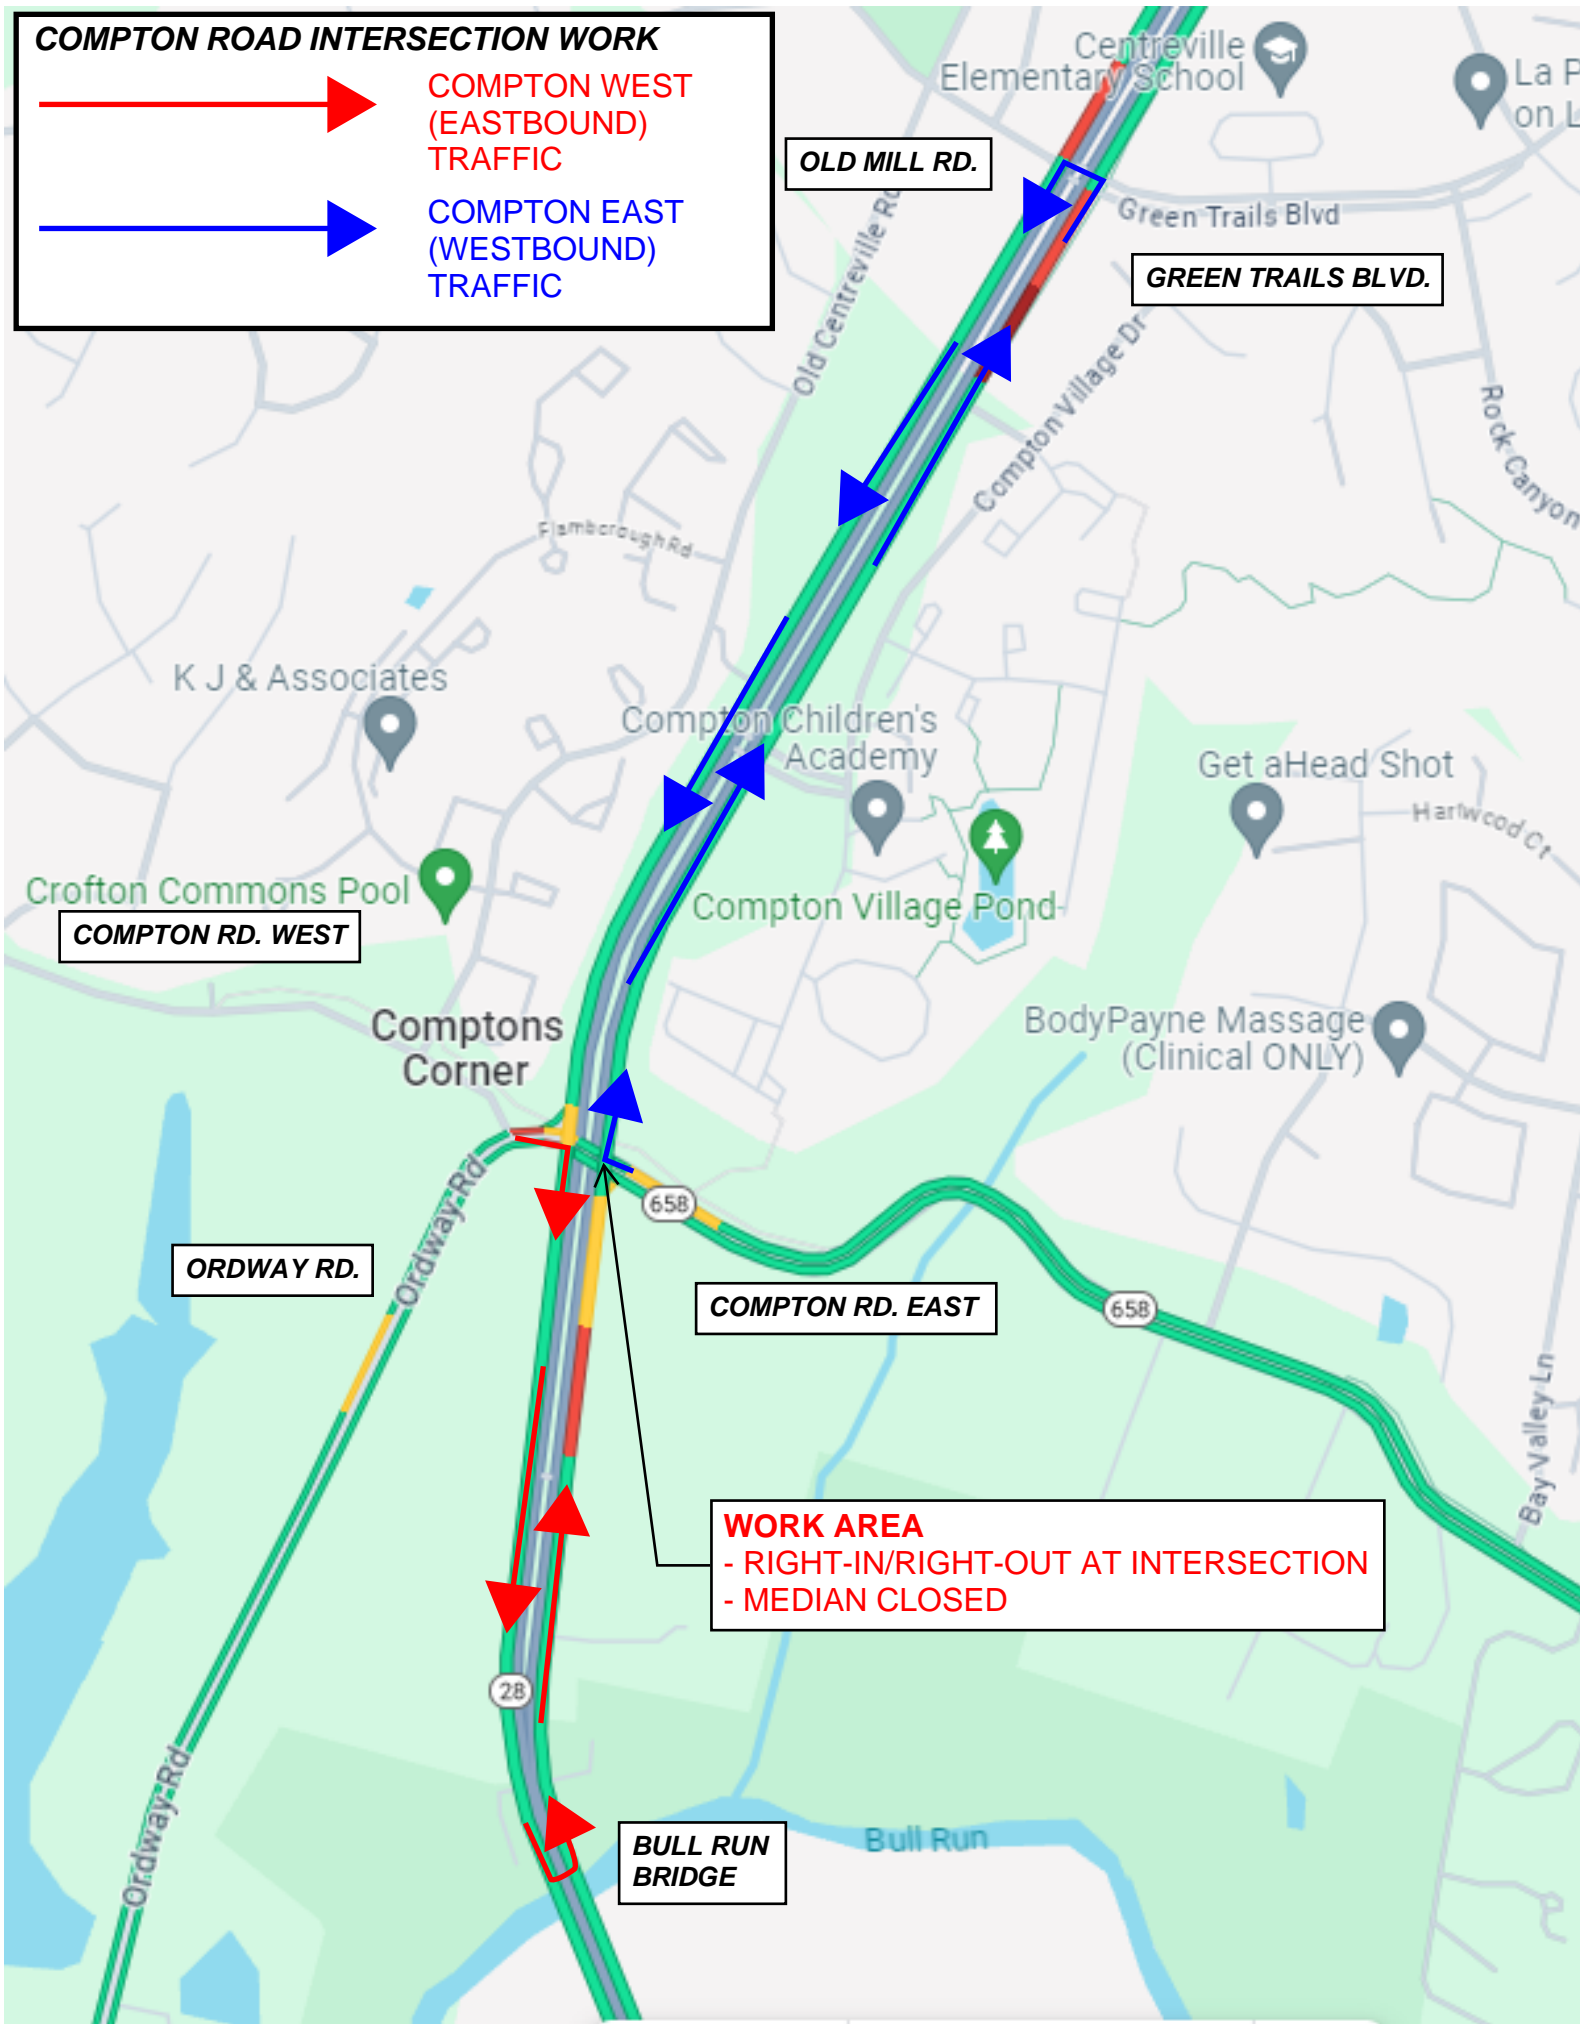 COMPTON ROAD INTERSECTION WORK
COMPTON WEST
(EASTBOUND)
TRAFFIC
COMPTON EAST
(WESTBOUND)
TRAFFIC
Centreville
Elementary School
La P
on L
OLD MILL RD.
Green Trails Blvd
GREEN TRAILS BLVD.
Old Centreville Rd
Compton Village Dr
Rock Canyon
Flamborough Rd
K J & Associates
Compton Children's
Academy
Get aHead Shot
Hartwood Ct
Crofton Commons Pool
Compton Village Pond
COMPTON RD. WEST
Comptons
Corner
BodyPayne Massage
(Clinical ONLY)
Ordway Rd
658
ORDWAY RD.
COMPTON RD. EAST
658
Bay Valley Ln
WORK AREA
- RIGHT-IN/RIGHT-OUT AT INTERSECTION
- MEDIAN CLOSED
28
Ordway Rd
BULL RUN
BRIDGE
Bull Run